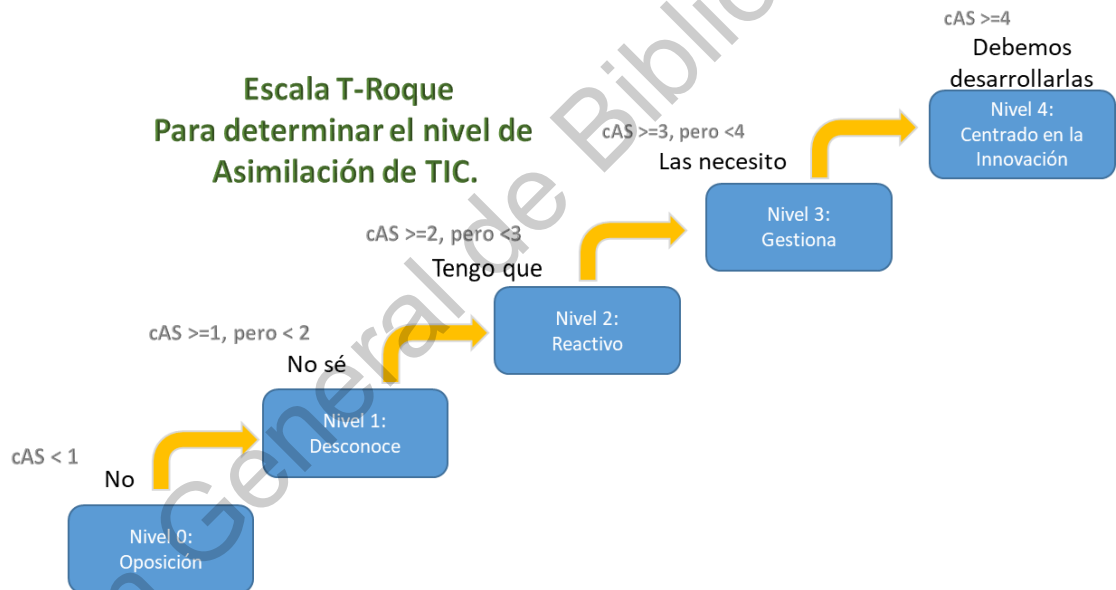 cAS >=4
Debemos
desarrollarlas
Nivel 4:
Centrado en la
Innovación
Escala T-Roque
Para determinar el nivel de
Asimilación de TIC.
cAS >=3, pero <4
Las necesito
Nivel 3:
Gestiona
cAS >=2, pero <3
Tengo que
Nivel 2:
Reactivo
cAS >=1, pero < 2
No sé
Nivel 1:
Desconoce
cAS < 1
No
Nivel 0:
Oposición
General de